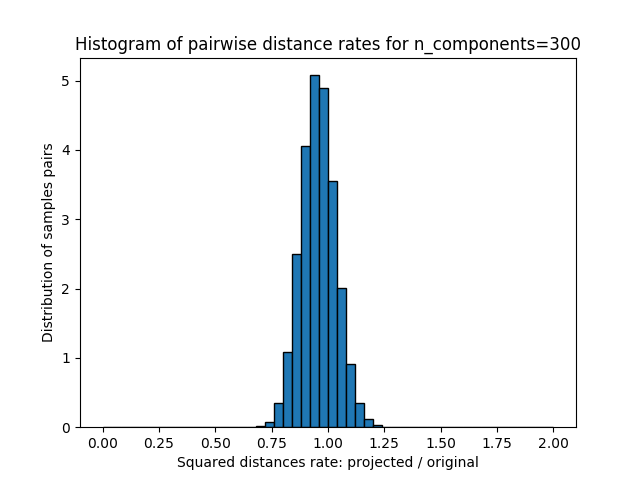 Histogram of pairwise distance rates for n_components=300
Distribution of samples pairs
5
4
3
2
1
0
0.00 0.25 0.50 0.75 1.00 1.25 1.50 1.75 2.00
Squared distances rate: projected / original